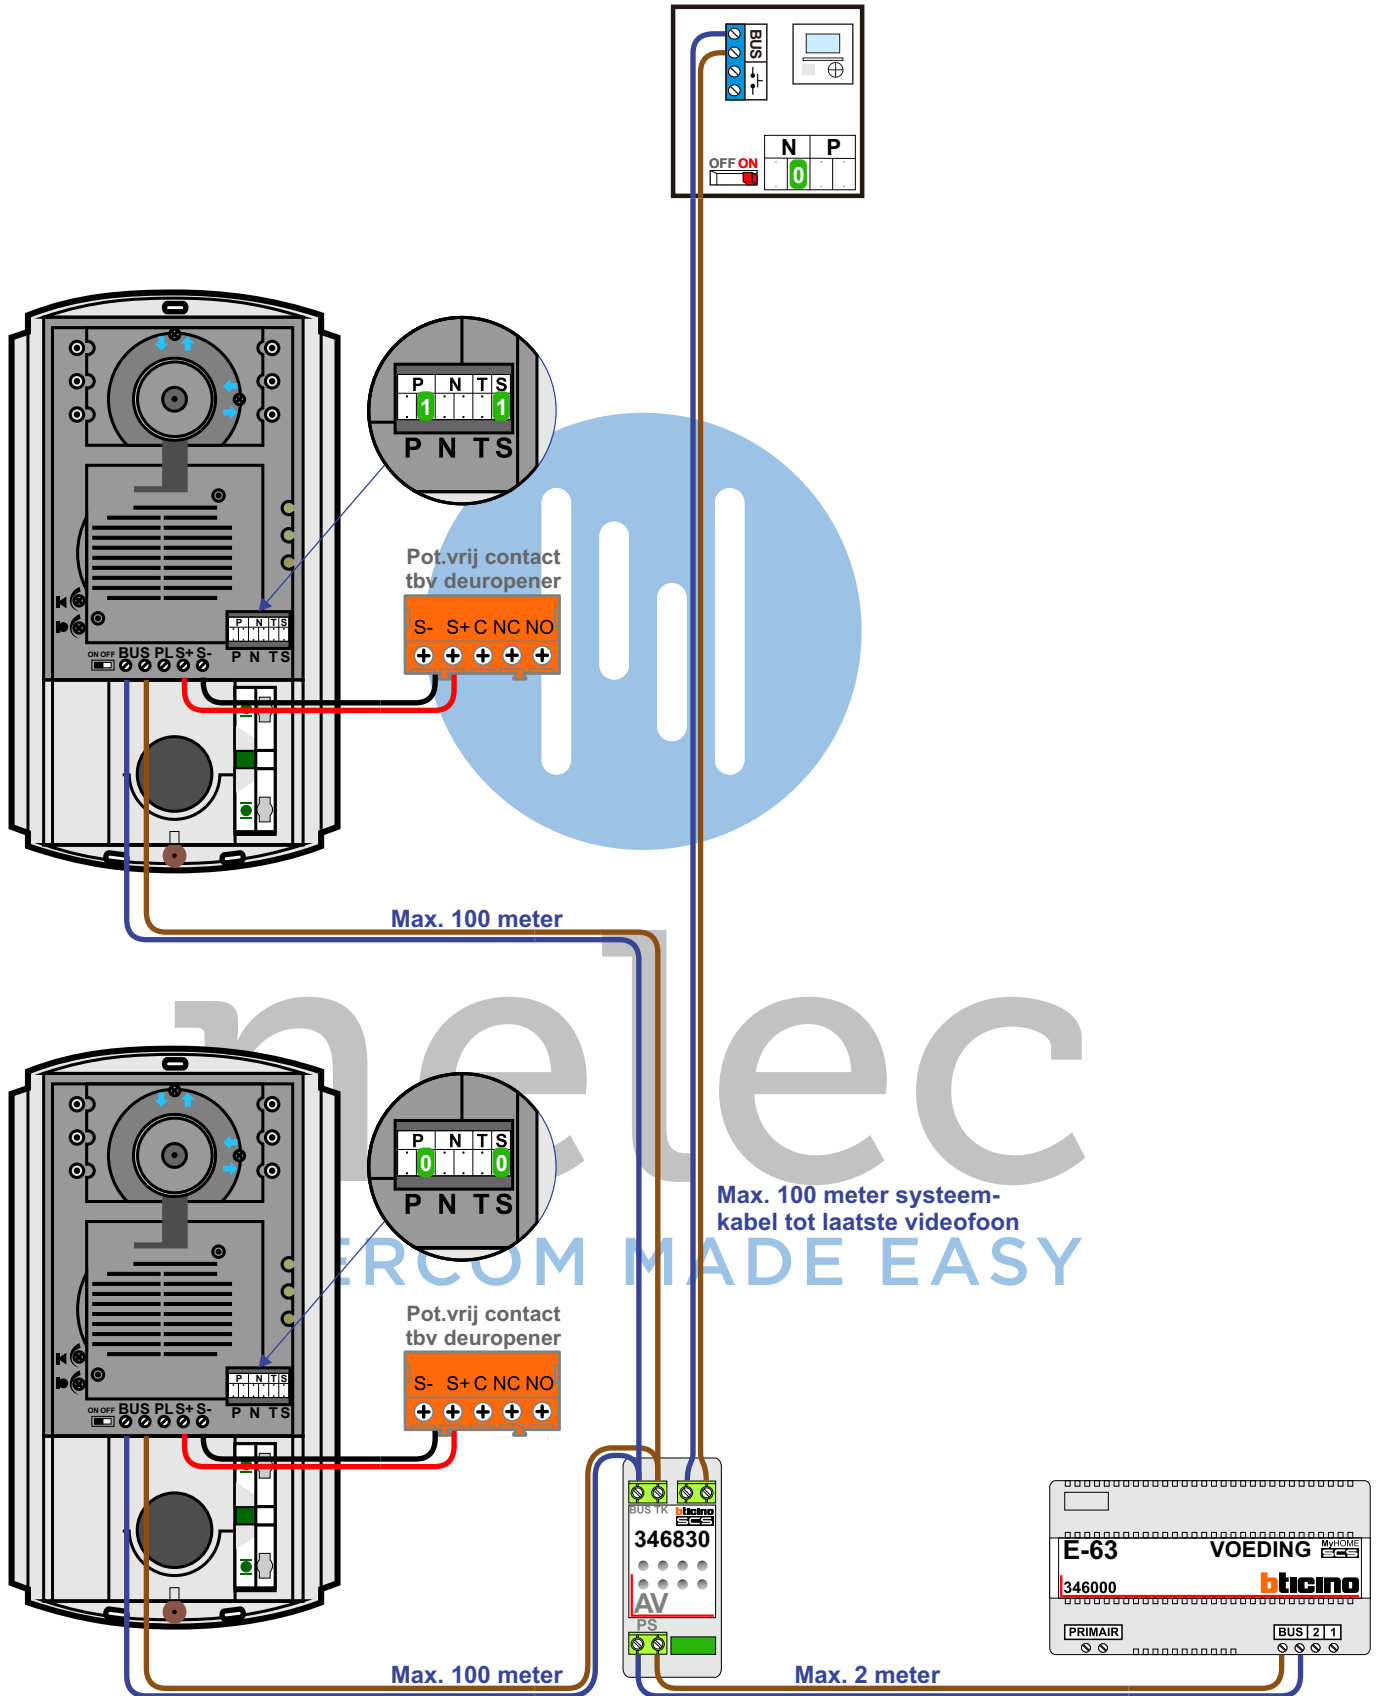 BUS
N P
OFF ON
0
P N T S
1 1
P N T S
Pot.vrij contact
tbv deuropener
S- S+ C NC NO
P N T S
ON OFF BUS PL S+ S- P N T S
Max. 100 meter
nelec
P N T S
0 0
P N T S
Max. 100 meter systeem-
kabel tot laatste videofoon
ERCOM MADE EASY
Pot.vrij contact
tbv deuropener
S- S+ C NC NO
P N T S
ON OFF BUS PL S+ S- P N T S
BUS TK bticino
SCS
346830
AV
PS
E-63 VOEDING MyHOME
SCS
346000 bticino
PRIMAIR BUS 2 1
Max. 100 meter
Max. 2 meter